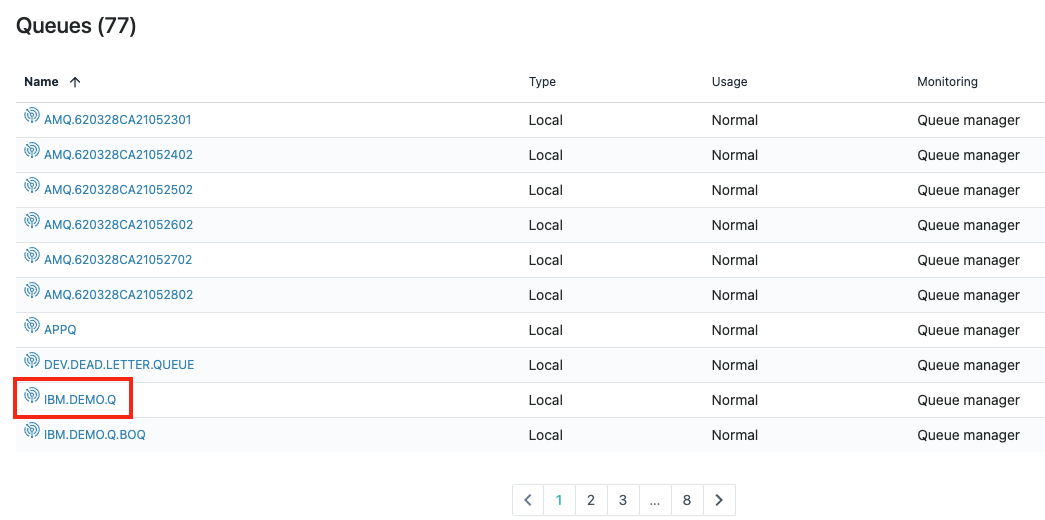 Queues (77)
Name ↑ Type Usage Monitoring
AMQ.620328CA21052301 Local Normal Queue manager
AMQ.620328CA21052402 Local Normal Queue manager
AMQ.620328CA21052502 Local Normal Queue manager
AMQ.620328CA21052602 Local Normal Queue manager
AMQ.620328CA21052702 Local Normal Queue manager
AMQ.620328CA21052802 Local Normal Queue manager
APPQ Local Normal Queue manager
DEV.DEAD.LETTER.QUEUE Local Normal Queue manager
IBM.DEMO.Q Local Normal Queue manager
IBM.DEMO.Q.BOQ Local Normal Queue manager
< 1 2 3 ... 8 >